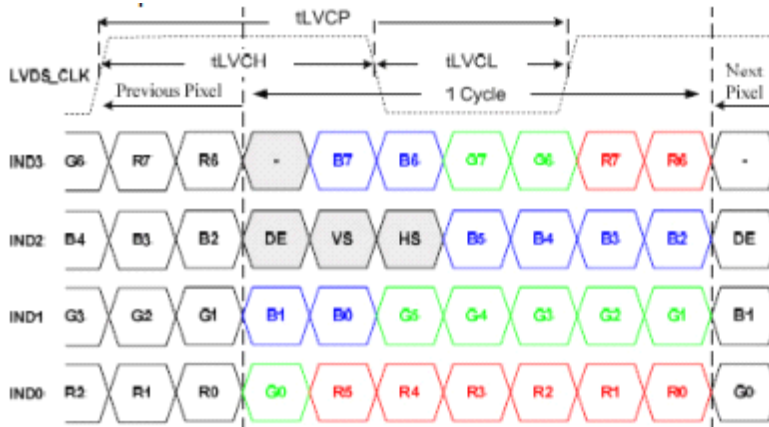 tLVCP
tLVCH tLVCL
LVDS_CLK
Previous Pixel 1 Cycle Next Pixel
IND3 G6 R7 R6 - B7 B6 G7 G6 R7 R6 -
IND2 B4 B3 B2 DE VS HS B5 B4 B3 B2 DE
IND1 G3 G2 G1 B1 B0 G5 G4 G3 G2 G1 B1
IND0 R2 R1 R0 G0 R5 R4 R3 R2 R1 R0 G0